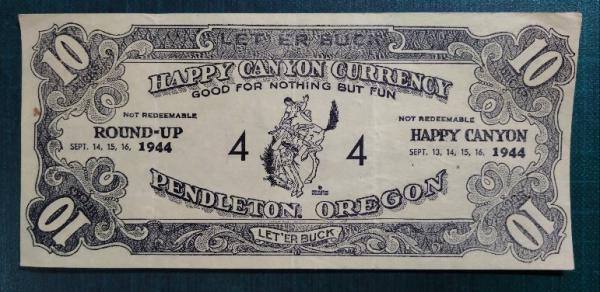 LET'ER BUCK
10 10
HAPPY CANYON CURRENCY
GOOD FOR NOTHING BUT FUN
NOT REDEEMABLE
ROUND-UP
SEPT. 14, 15, 16, 1944
4 4
NOT REDEEMABLE
HAPPY CANYON
SEPT. 13, 14, 15, 16, 1944
PENDLETON OREGON
10 10
LET'ER BUCK